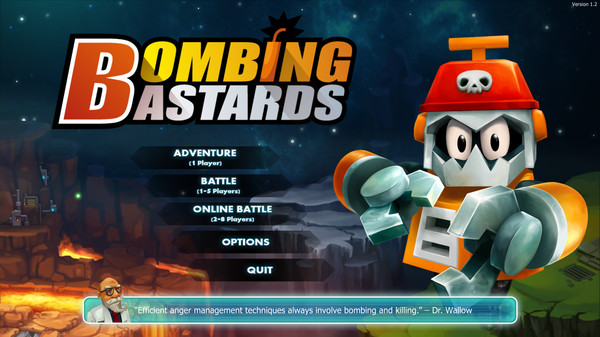 Version 1.2
BOMBING
BASTARDS
ADVENTURE
(1 Player)
BATTLE
(1-5 Players)
ONLINE BATTLE
(2-8 Players)
OPTIONS
QUIT
"Efficient anger management techniques always involve bombing and killing." – Dr. Wallow